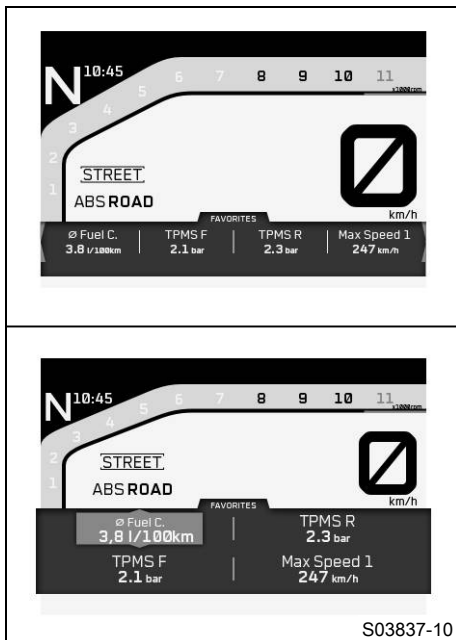 N 10:45
1 2 3 4 5 6 7 8 9 10 11
x1000rpm
STREET
ABS ROAD
0
km/h
FAVORITES
Ø Fuel C. TPMS F TPMS R Max Speed 1
3.8 l/100km 2.1 bar 2.3 bar 247 km/h
N 10:45
1 2 3 4 5 6 7 8 9 10 11
x1000rpm
STREET
ABS ROAD
0
km/h
FAVORITES
Ø Fuel C. TPMS R
3,8 l/100km 2.3 bar
TPMS F Max Speed 1
2.1 bar 247 km/h
S03837-10